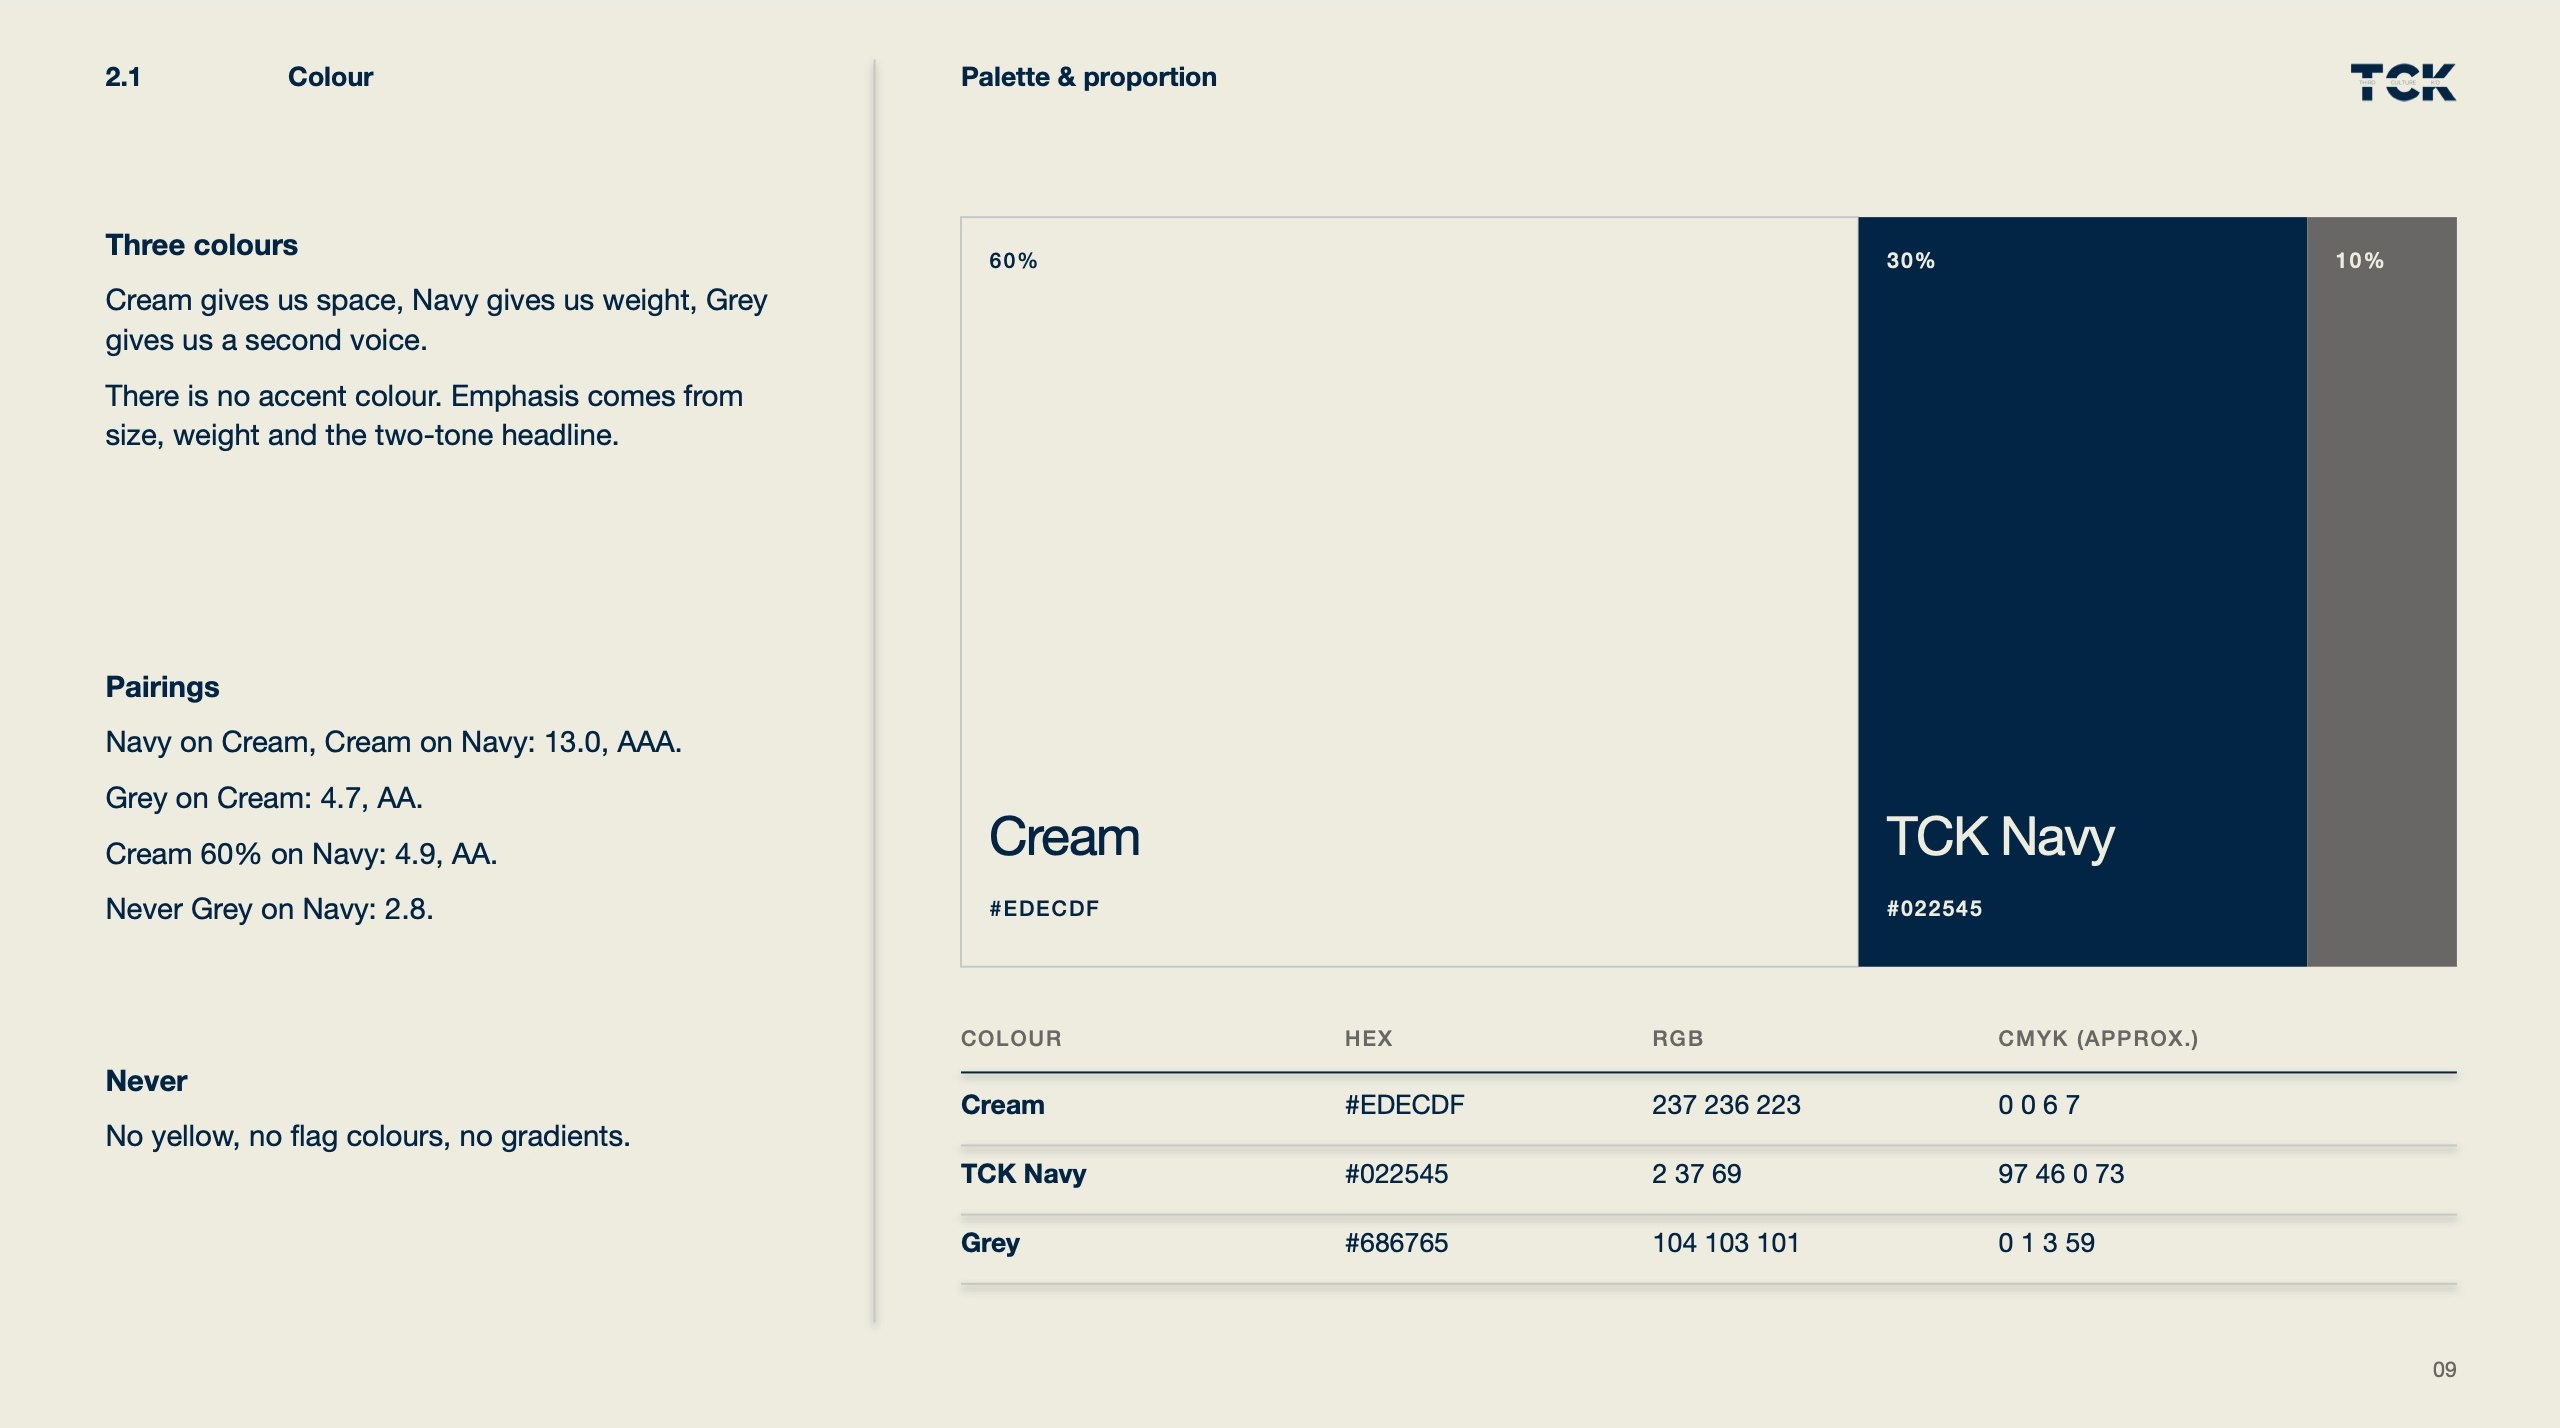 2.1 Colour
Palette & proportion
TCK
THIRD CULTURE KID
Three colours
Cream gives us space, Navy gives us weight, Grey
gives us a second voice.
There is no accent colour. Emphasis comes from
size, weight and the two-tone headline.
Pairings
Navy on Cream, Cream on Navy: 13.0, AAA.
Grey on Cream: 4.7, AA.
Cream 60% on Navy: 4.9, AA.
Never Grey on Navy: 2.8.
Never
No yellow, no flag colours, no gradients.
60%
Cream
#EDECDF
30%
TCK Navy
#022545
10%
COLOUR HEX RGB CMYK (APPROX.)
Cream #EDECDF 237 236 223 0 0 6 7
TCK Navy #022545 2 37 69 97 46 0 73
Grey #686765 104 103 101 0 1 3 59
09